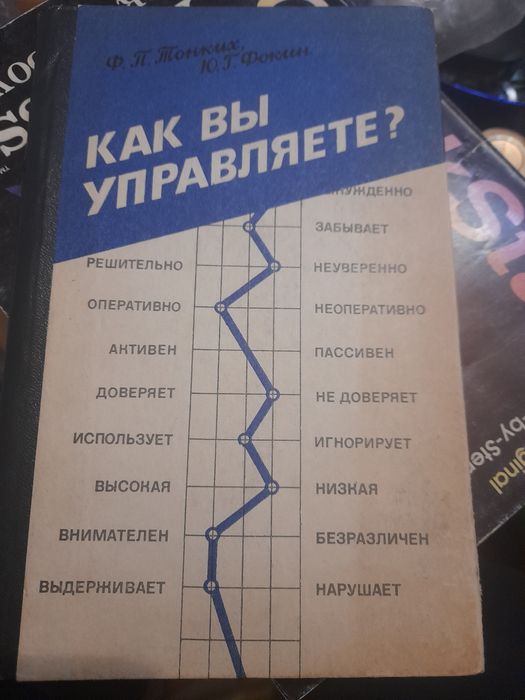 Ф. П. Тонких,
Ю. Г. Фокин
КАК ВЫ
УПРАВЛЯЕТЕ?
ЗАБЫВАЕТ
РЕШИТЕЛЬНО НЕУВЕРЕННО
ОПЕРАТИВНО НЕОПЕРАТИВНО
АКТИВЕН ПАССИВЕН
ДОВЕРЯЕТ НЕ ДОВЕРЯЕТ
ИСПОЛЬЗУЕТ ИГНОРИРУЕТ
ВЫСОКАЯ НИЗКАЯ
ВНИМАТЕЛЕН БЕЗРАЗЛИЧЕН
ВЫДЕРЖИВАЕТ НАРУШАЕТ